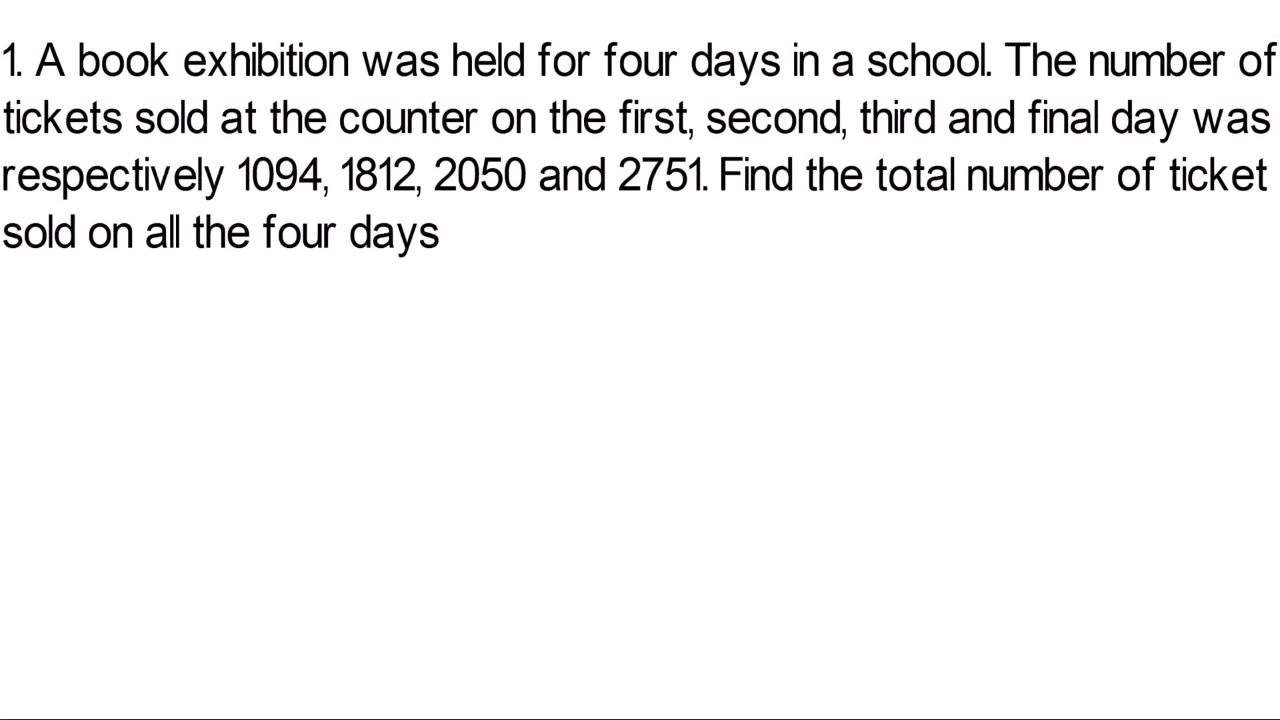 1. A book exhibition was held for four days in a school. The number of
tickets sold at the counter on the first, second, third and final day was
respectively 1094, 1812, 2050 and 2751. Find the total number of ticket
sold on all the four days